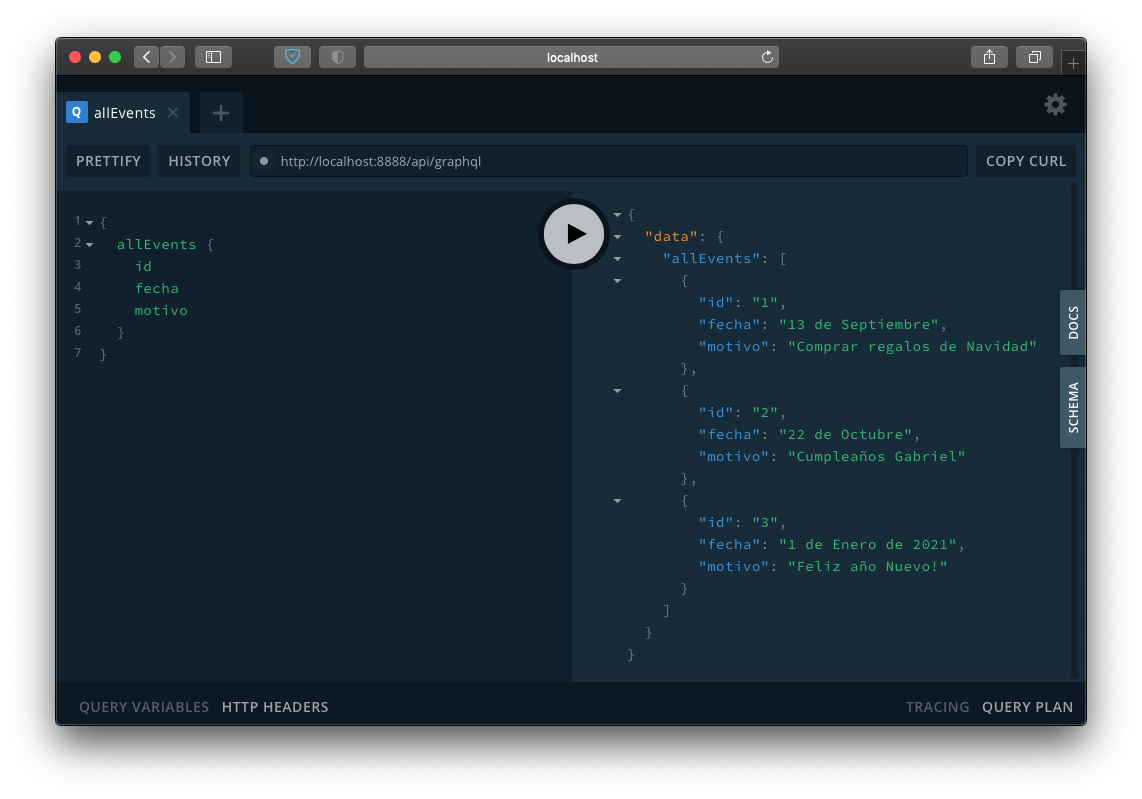 localhost
Q allEvents
PRETTIFY HISTORY http://localhost:8888/api/graphql COPY CURL
1 {
2 allEvents {
3 id
4 fecha
5 motivo
6 }
7 }
{
"data": {
"allEvents": [
{
"id": "1",
"fecha": "13 de Septiembre",
"motivo": "Comprar regalos de Navidad"
},
{
"id": "2",
"fecha": "22 de Octubre",
"motivo": "Cumpleaños Gabriel"
},
{
"id": "3",
"fecha": "1 de Enero de 2021",
"motivo": "Feliz año Nuevo!"
}
]
}
}
DOCS
SCHEMA
QUERY VARIABLES HTTP HEADERS TRACING QUERY PLAN